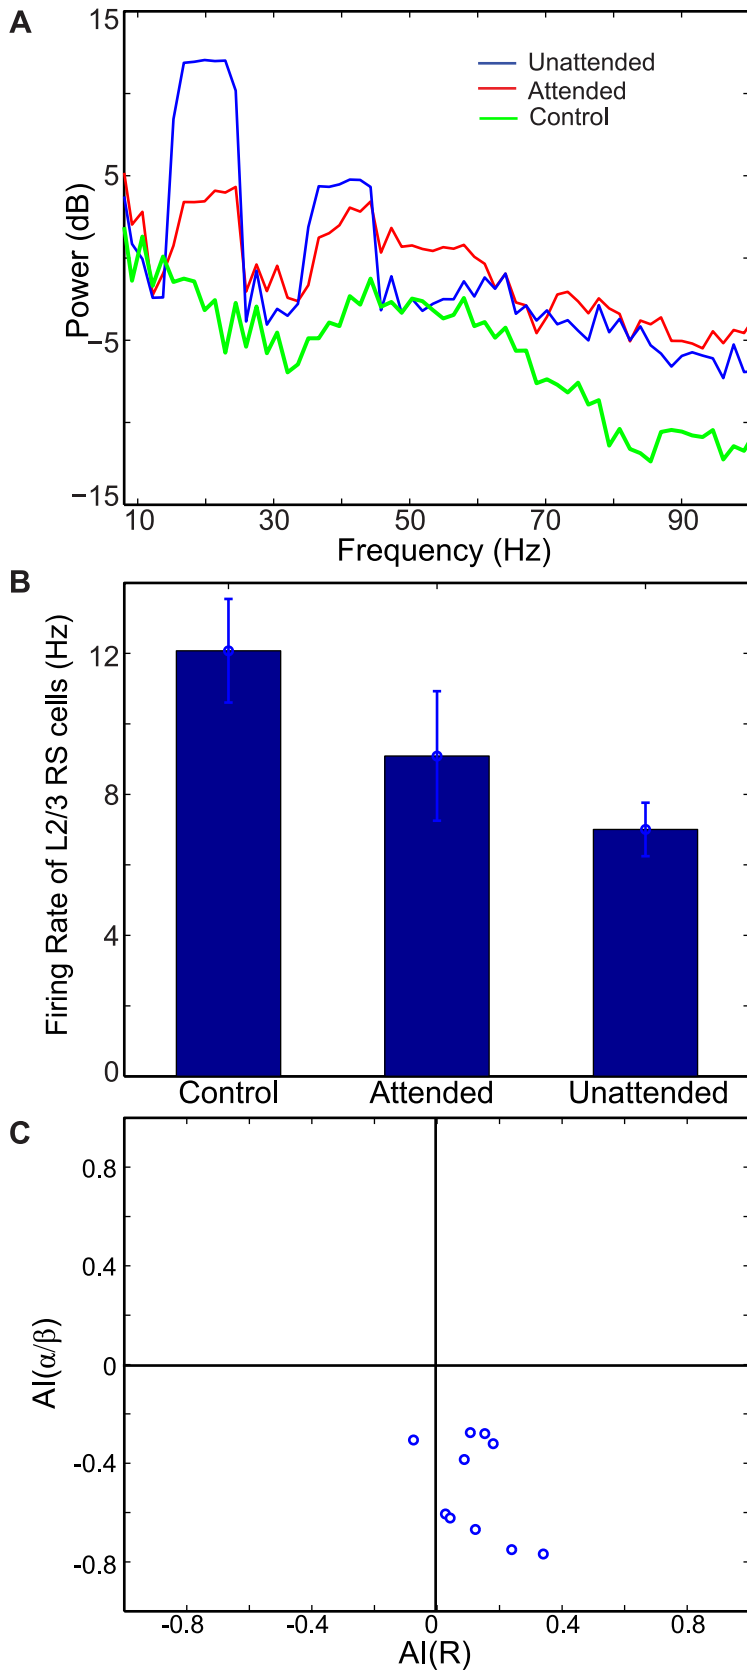 A
15
5
−5
−15
Power (dB)
Unattended
Attended
Control
10 30 50 70 90
Frequency (Hz)
B
12
8
4
0
Firing Rate of L2/3 RS cells (Hz)
Control Attended Unattended
C
0.8
0.4
0
-0.4
-0.8
AI(α/β)
-0.8 -0.4 0 0.4 0.8
AI(R)